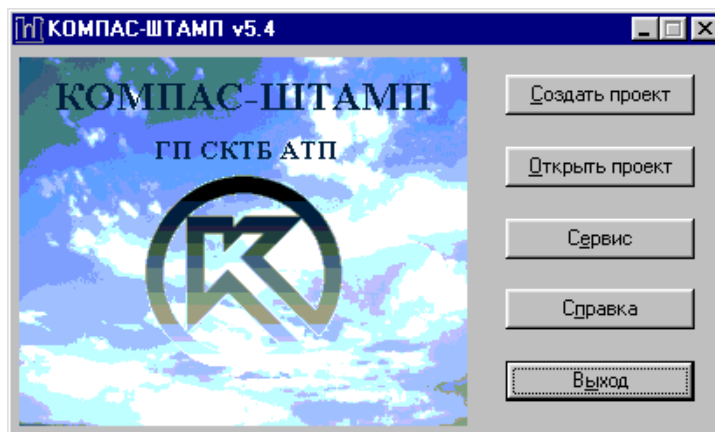 КОМПАС-ШТАМП v5.4
КОМПАС-ШТАМП
ГП СКТБ АТП
Создать проект
Открыть проект
Сервис
Справка
Выход